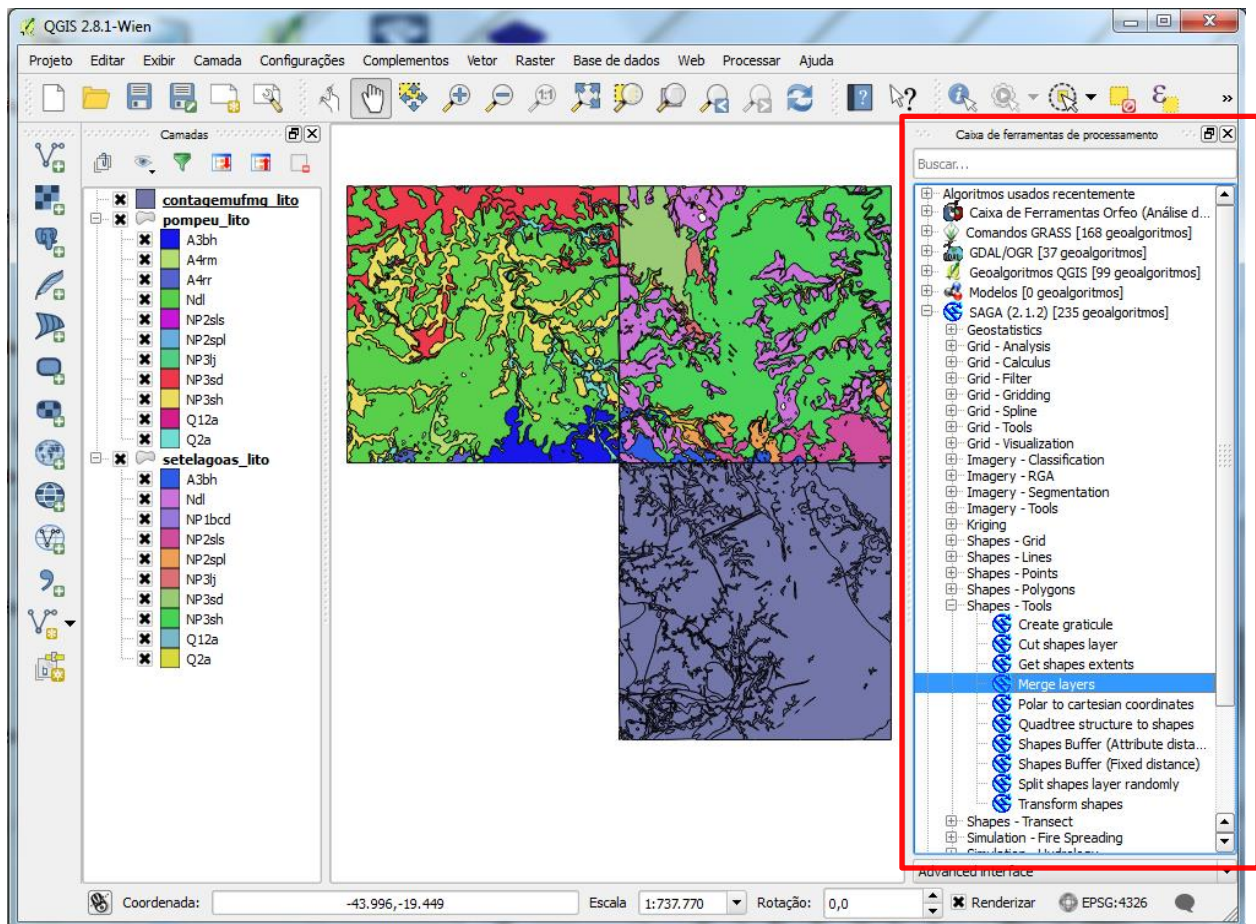 QGIS 2.8.1-Wien
Projeto Editar Exibir Camada Configurações Complementos Vetor Raster Base de dados Web Processar Ajuda
Camadas
contagemufmg_lito
pompeu_lito
A3bh
A4rm
A4rr
Ndl
NP2sls
NP2spl
NP3lj
NP3sd
NP3sh
Q12a
Q2a
setelagoas_lito
A3bh
Ndl
NP1bcd
NP2sls
NP2spl
NP3j
NP3sd
NP3sh
Q12a
Q2a
Caixa de ferramentas de processamento
Buscar...
Algoritmos usados recentemente
Caixa de Ferramentas Orfeo (Análise d...
Comandos GRASS [168 geoalgoritmos]
GDAL/OGR [37 geoalgoritmos]
Geoalgoritmos QGIS [99 geoalgoritmos]
Modelos [0 geoalgoritmos]
SAGA (2.1.2) [235 geoalgoritmos]
Geostatistics
Grid - Analysis
Grid - Calculus
Grid - Filter
Grid - Gridding
Grid - Spline
Grid - Tools
Grid - Visualization
Imagery - Classification
Imagery - RGA
Imagery - Segmentation
Imagery - Tools
Kriging
Shapes - Grid
Shapes - Lines
Shapes - Points
Shapes - Polygons
Shapes - Tools
Create graticule
Cut shapes layer
Get shapes extents
Merge layers
Polar to cartesian coordinates
Quadtree structure to shapes
Shapes Buffer (Attribute dista...
Shapes Buffer (Fixed distance)
Split shapes layer randomly
Transform shapes
Shapes - Transect
Simulation - Fire Spreading
Simulation - Hydrology
Advanced interface
Coordenada: -43.996,-19.449 Escala 1:737.770 Rotação: 0,0 Renderizar EPSG:4326